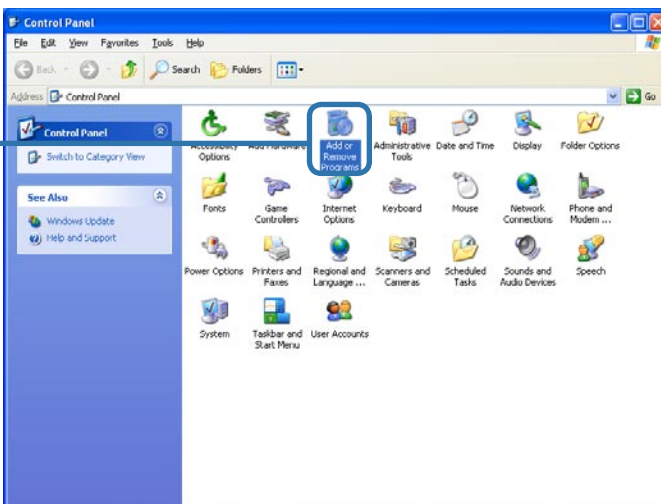 Control Panel
File Edit View Favorites Tools Help
Back Search Folders
Address Control Panel Go
Control Panel
Switch to Category View
See Also
Windows Update
Help and Support
Accessibility Options
Add Hardware
Add or Remove Programs
Administrative Tools
Date and Time
Display
Folder Options
Fonts
Game Controllers
Internet Options
Keyboard
Mouse
Network Connections
Phone and Modem ...
Power Options
Printers and Faxes
Regional and Language ...
Scanners and Cameras
Scheduled Tasks
Sounds and Audio Devices
Speech
System
Taskbar and Start Menu
User Accounts